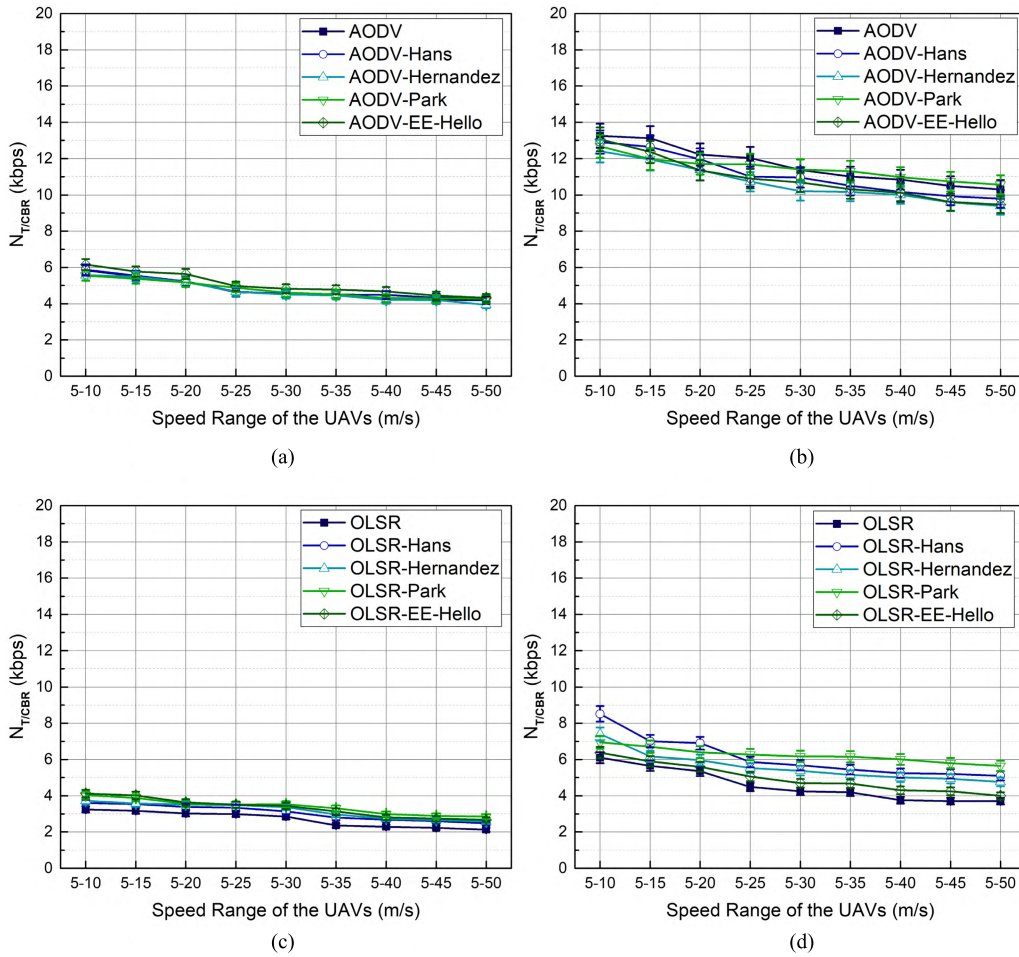 20
18
16
14
12
10
8
6
4
2
0
N_T/CBR (kbps)
AODV
AODV-Hans
AODV-Hernandez
AODV-Park
AODV-EE-Hello
5-10 5-15 5-20 5-25 5-30 5-35 5-40 5-45 5-50
Speed Range of the UAVs (m/s)
(a)
20
18
16
14
12
10
8
6
4
2
0
N_T/CBR (kbps)
AODV
AODV-Hans
AODV-Hernandez
AODV-Park
AODV-EE-Hello
5-10 5-15 5-20 5-25 5-30 5-35 5-40 5-45 5-50
Speed Range of the UAVs (m/s)
(b)
20
18
16
14
12
10
8
6
4
2
0
N_T/CBR (kbps)
OLSR
OLSR-Hans
OLSR-Hernandez
OLSR-Park
OLSR-EE-Hello
5-10 5-15 5-20 5-25 5-30 5-35 5-40 5-45 5-50
Speed Range of the UAVs (m/s)
(c)
20
18
16
14
12
10
8
6
4
2
0
N_T/CBR (kbps)
OLSR
OLSR-Hans
OLSR-Hernandez
OLSR-Park
OLSR-EE-Hello
5-10 5-15 5-20 5-25 5-30 5-35 5-40 5-45 5-50
Speed Range of the UAVs (m/s)
(d)